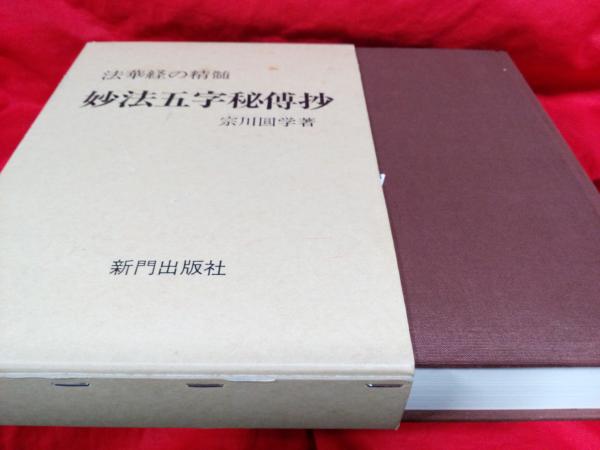 法華経の精髄
妙法五字秘傅抄
宗川圓学著
新門出版社